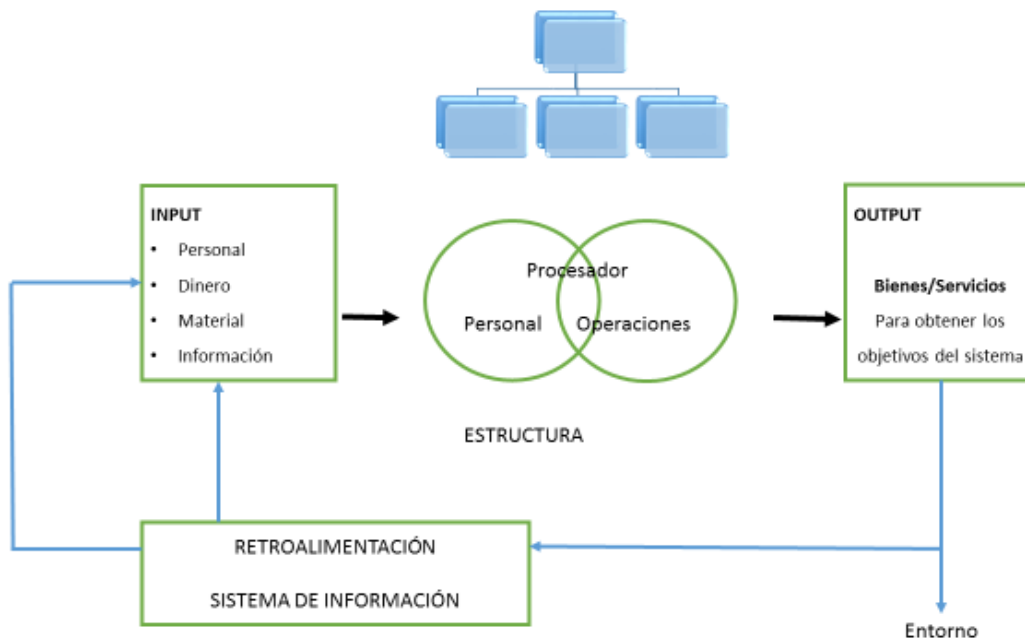 INPUT
• Personal
• Dinero
• Material
• Información
Procesador
Personal
Operaciones
ESTRUCTURA
OUTPUT
Bienes/Servicios
Para obtener los
objetivos del sistema
RETROALIMENTACIÓN
SISTEMA DE INFORMACIÓN
Entorno